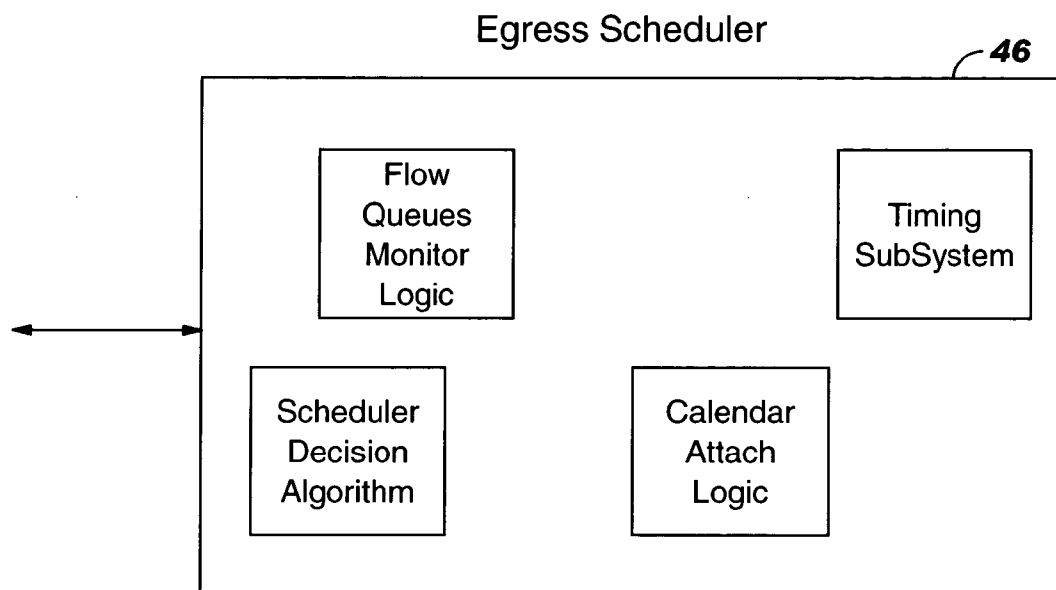 Egress Scheduler
46
Flow
Queues
Monitor
Logic
Timing
SubSystem
Scheduler
Decision
Algorithm
Calendar
Attach
Logic